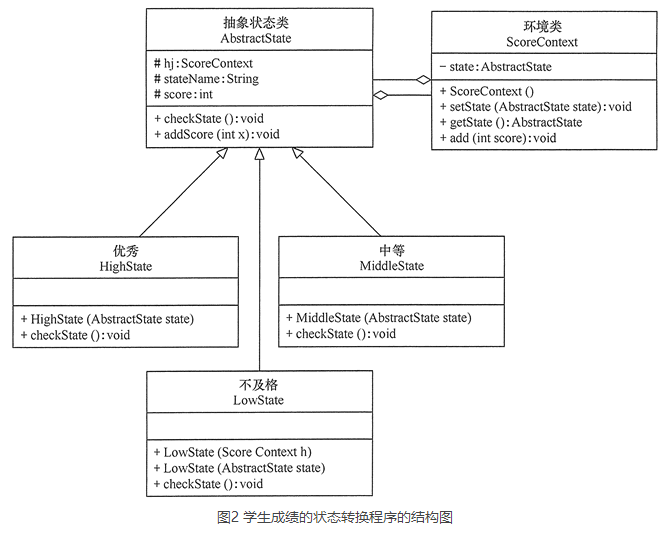 抽象状态类
AbstractState
# hj:ScoreContext
# stateName:String
# score:int
+ checkState ():void
+ addScore (int x):void
环境类
ScoreContext
− state:AbstractState
+ ScoreContext ()
+ setState (AbstractState state):void
+ getState ():AbstractState
+ add (int score):void
优秀
HighState
+ HighState (AbstractState state)
+ checkState ():void
中等
MiddleState
+ MiddleState (AbstractState state)
+ checkState ():void
不及格
LowState
+ LowState (Score Context h)
+ LowState (AbstractState state)
+ checkState ():void
图2 学生成绩的状态转换程序的结构图